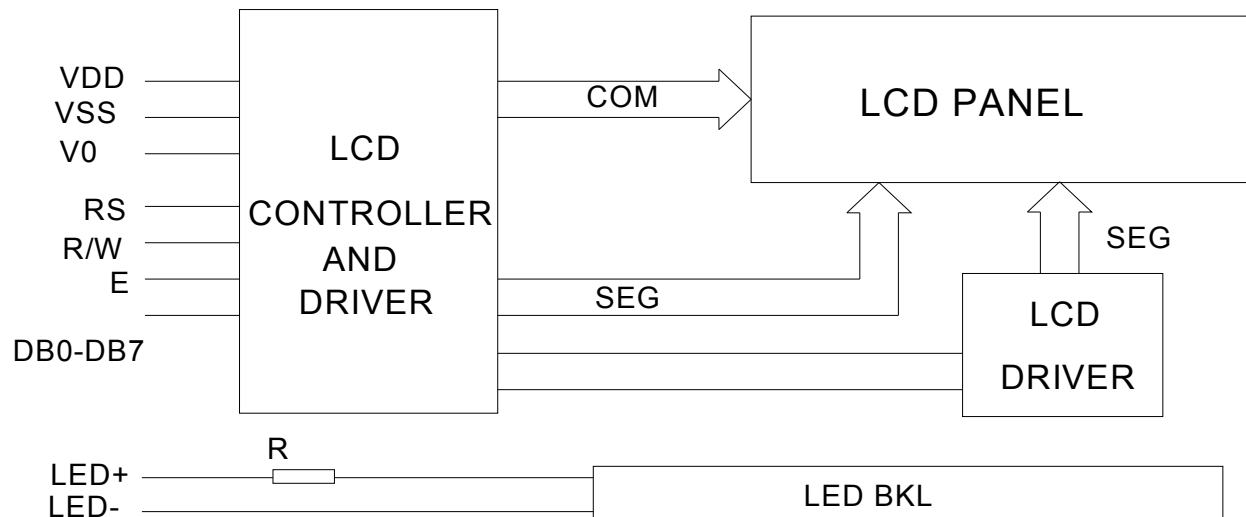 VDD
VSS
V0
RS
R/W
E
DB0-DB7
LCD
CONTROLLER
AND
DRIVER
COM
SEG
LCD PANEL
SEG
LCD
DRIVER
R
LED+
LED-
LED BKL